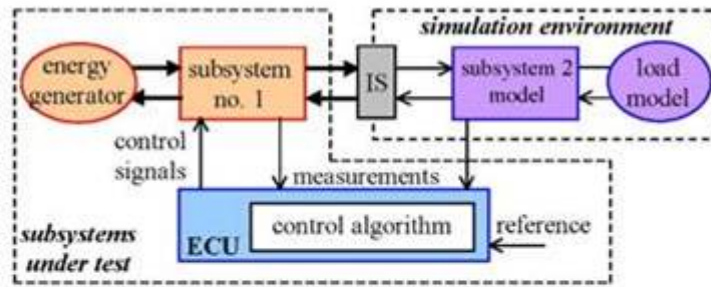 simulation environment
energy
generator
subsystem
no. 1
IS
subsystem 2
model
load
model
control
signals
measurements
control algorithm
ECU
reference
subsystems
under test